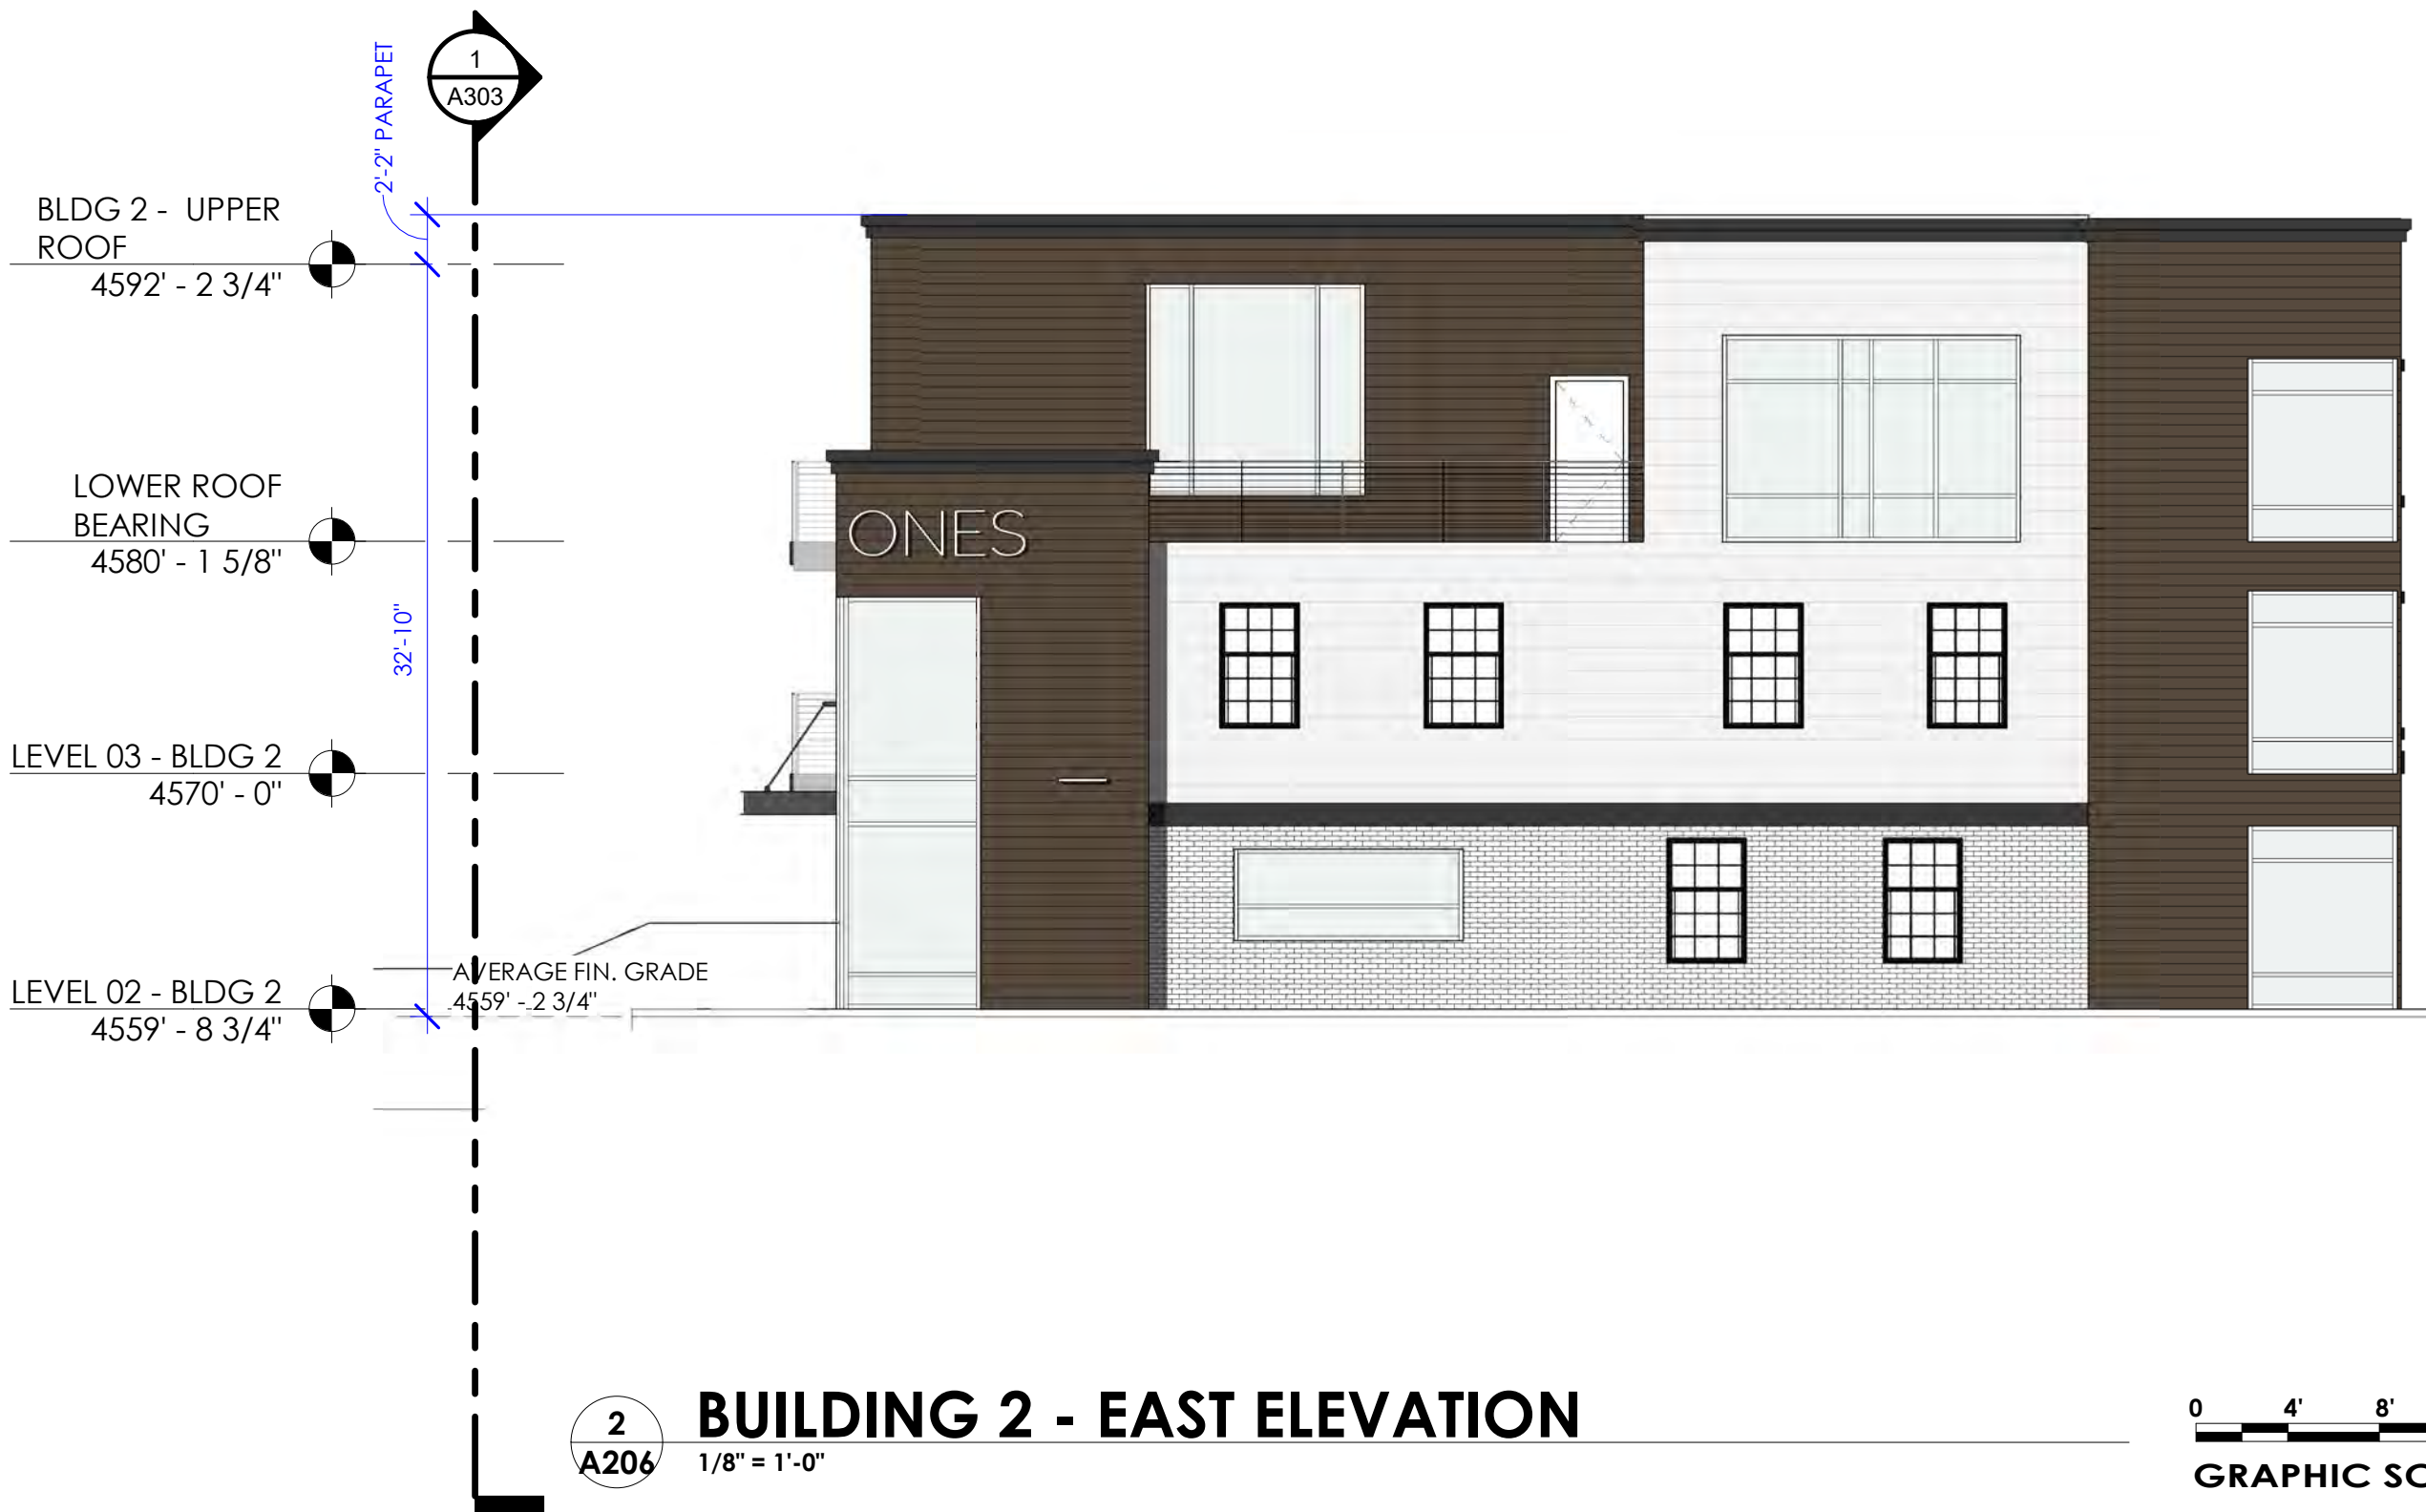 1
A303
2'-2" PARAPET
BLDG 2 - UPPER
ROOF
4592' - 2 3/4"
LOWER ROOF
BEARING
4580' - 1 5/8"
ONES
32'-10"
LEVEL 03 - BLDG 2
4570' - 0"
AVERAGE FIN. GRADE
4559' - 2 3/4"
LEVEL 02 - BLDG 2
4559' - 8 3/4"
2
A206
BUILDING 2 - EAST ELEVATION
1/8" = 1'-0"
0 4' 8'
GRAPHIC SC